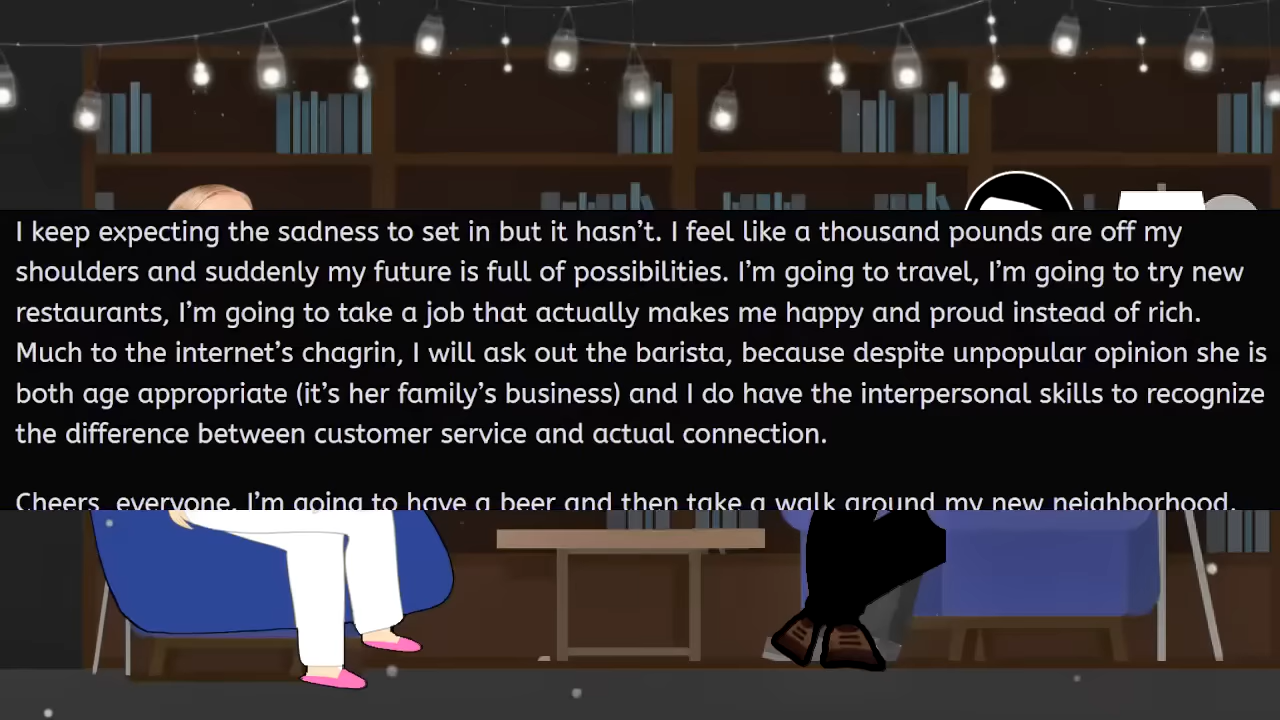 I keep expecting the sadness to set in but it hasn’t. I feel like a thousand pounds are off my
shoulders and suddenly my future is full of possibilities. I’m going to travel, I’m going to try new
restaurants, I’m going to take a job that actually makes me happy and proud instead of rich.
Much to the internet’s chagrin, I will ask out the barista, because despite unpopular opinion she is
both age appropriate (it’s her family’s business) and I do have the interpersonal skills to recognize
the difference between customer service and actual connection.
Cheers, everyone. I’m going to have a beer and then take a walk around my new neighborhood.